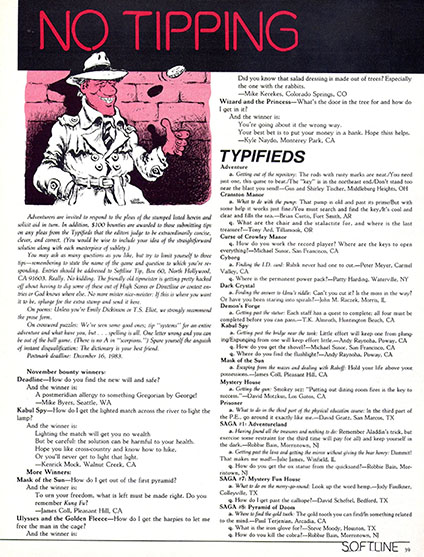 NO TIPPING
Adventurers are invited to respond to the pleas of the stumped listed herein and
solicit aid in turn. In addition, $100 bounties are awarded to those submitting tips
on any pleas from the Typifieds that the editors judge to be extraordinarily concise,
clever, and correct. (You would be wise to include your idea of the straightforward
solution along with each masterpiece of subtlety.)
You may ask as many questions as you like, but try to limit yourself to three
tips—remembering to state the name of the game and question to which you're re-
sponding. Entries should be addressed to Softline Tip, Box 60, North Hollywood,
CA 91603. Really. No kidding. The friendly old tipmeister is getting pretty hacked
off about having to dig some of these out of High Scores or Directline or contest en-
tries or God knows where else. No more mister nice-meister: If this is where you want
it to be, splurge for the extra stamp and send it here.
On poems: Unless you're Emily Dickinson or T.S. Eliot, we strongly recommend
the prose form.
On outward puzzles: We've seen some good ones; tip "systems" for an entire
adventure and what have you, but . . . spelling is all. One letter wrong and you can
be out of the ball game. (There is no A in "scorpions.") Spare yourself the anguish
of instant disqualification: The dictionary is your best friend.
Postmark deadline: December 16, 1983.
November bounty winners:
Deadline—How do you find the new will and safe?
And the winner is:
A postmeridian allergy to something Gregorian by George!
—Mike Byers, Seattle, WA
Kabul Spy—How do I get the lighted match across the river to light the
lamp?
And the winner is:
Lighting the match will get you no wealth
But be careful: the solution can be harmful to your health.
Hope you like cross-country and know how to hike,
Or you'll never get to light that light.
—Kenrick Mock, Walnut Creek, CA
More Winners:
Mask of the Sun—How do I get out of the first pyramid?
And the winner is:
To urn your freedom, what is left must be made right. Do you
remember Kung Fu?
—James Coll, Pleasant Hill, CA
Ulysses and the Golden Fleece—How do I get the harpies to let me
free the man in the cage?
And the winner is:
Did you know that salad dressing is made out of trees? Especially
the one with the rabbits.
—Mike Kerekes, Colorado Springs, CO
Wizard and the Princess—What's the door in the tree for and how do
I get in it?
And the winner is:
You're going about it the wrong way.
Your best bet is to put your money in a bank. Hope this helps.
—Kyle Naydo, Monterey Park, CA
TYPIFIEDS
Adventure
a. Getting out of the repository: The rods with rusty marks are neat/You need
just one, this game to beat/The "key" is in the northeast end/Don't stand too
near the blast you send!—Gus and Shirley Tischer, Middleburg Heights, OH
Cranston Manor
a. What to do with the pump: That pump is old and past its prime/But with
some help it works just fine./You must search and find the key,/It's cool and
clear and fills the sea.—Brian Curtis, Fort Smith, AR
q. What are the chair and the stalactite for, and where is the last
treasure?—Tony Ard, Tillamook, OR
Curse of Crowley Manor
q. How do you work the record player? Where are the keys to open
everything?—Michael Susor, San Francisco, CA
Cyborg
a. Finding the I.D. card: Rubik never had one to cut.—Peter Meyer, Carmel
Valley, CA
q. Where is the permanent power pack?—Patty Harding, Waterville, NY
Dark Crystal
a. Finding the answer to Urzu's riddle: Can't you cut it? Is the moss in the way?
Or have you been staring into sprah?—John M. Raczek, Morris, IL
Demon's Forge
a. Getting past the statue: Each staff has a quest to complete; all four must be
completed before you can pass.—T.K. Almroth, Huntington Beach, CA
Kabul Spy
a. Getting past the bridge near the tank: Little effort will keep one from plung-
ing/Expunging from one will keep effort little.—Andy Raynoha, Poway, CA
q. How do you get the shovel?—Michael Susor, San Francisco, CA
q. Where do you find the flashlight?—Andy Raynoha, Poway, CA
Mask of the Sun
a. Escaping from the mazes and dealing with Roboff: Hold your life above your
possessions.—James Coll, Pleasant Hill, CA
Mystery House
a. Getting the gun: Smokey says: "Putting out dining room fires is the key to
success."—David Motzkus, Los Gatos, CA
Prisoner
a. What to do in the third part of the physical education course: In the third part of
the P.E., go around it exactly like me.—David Gratz, San Marcos, TX
SAGA #1: Adventureland
a. Having found all the treasures and nothing to do: Remember Aladdin's trick, but
exercise some restraint for the third time will pay for all) and keep yourself in
the dark.—Robbie Bain, Morristown, NJ
a. Getting past the lava and getting the mirror without giving the bear honey: Dammit!
That makes me mad!—Isle James, Winfield, IL
q. How do you get the ox statue from the quicksand?—Robbie Bain, Mor-
ristown, NJ
SAGA #7: Mystery Fun House
a. What to do on the merry-go-round: Look up the word hemp.—Jody Faulkner,
Colleyville, TX
q. How do I get past the calliope?—David Schefsel, Bedford, TX
SAGA #8: Pyramid of Doom
a. Where to find the gold tooth: The gold tooth you can find/is something related
to the mind.—Paul Terjenian, Arcadia, CA
q. What is the iron glove for?—Steve Moody, Houston, TX
q. How do you kill the cobra?—Robbie Bain, Morristown, NJ
SOFTLINE
39